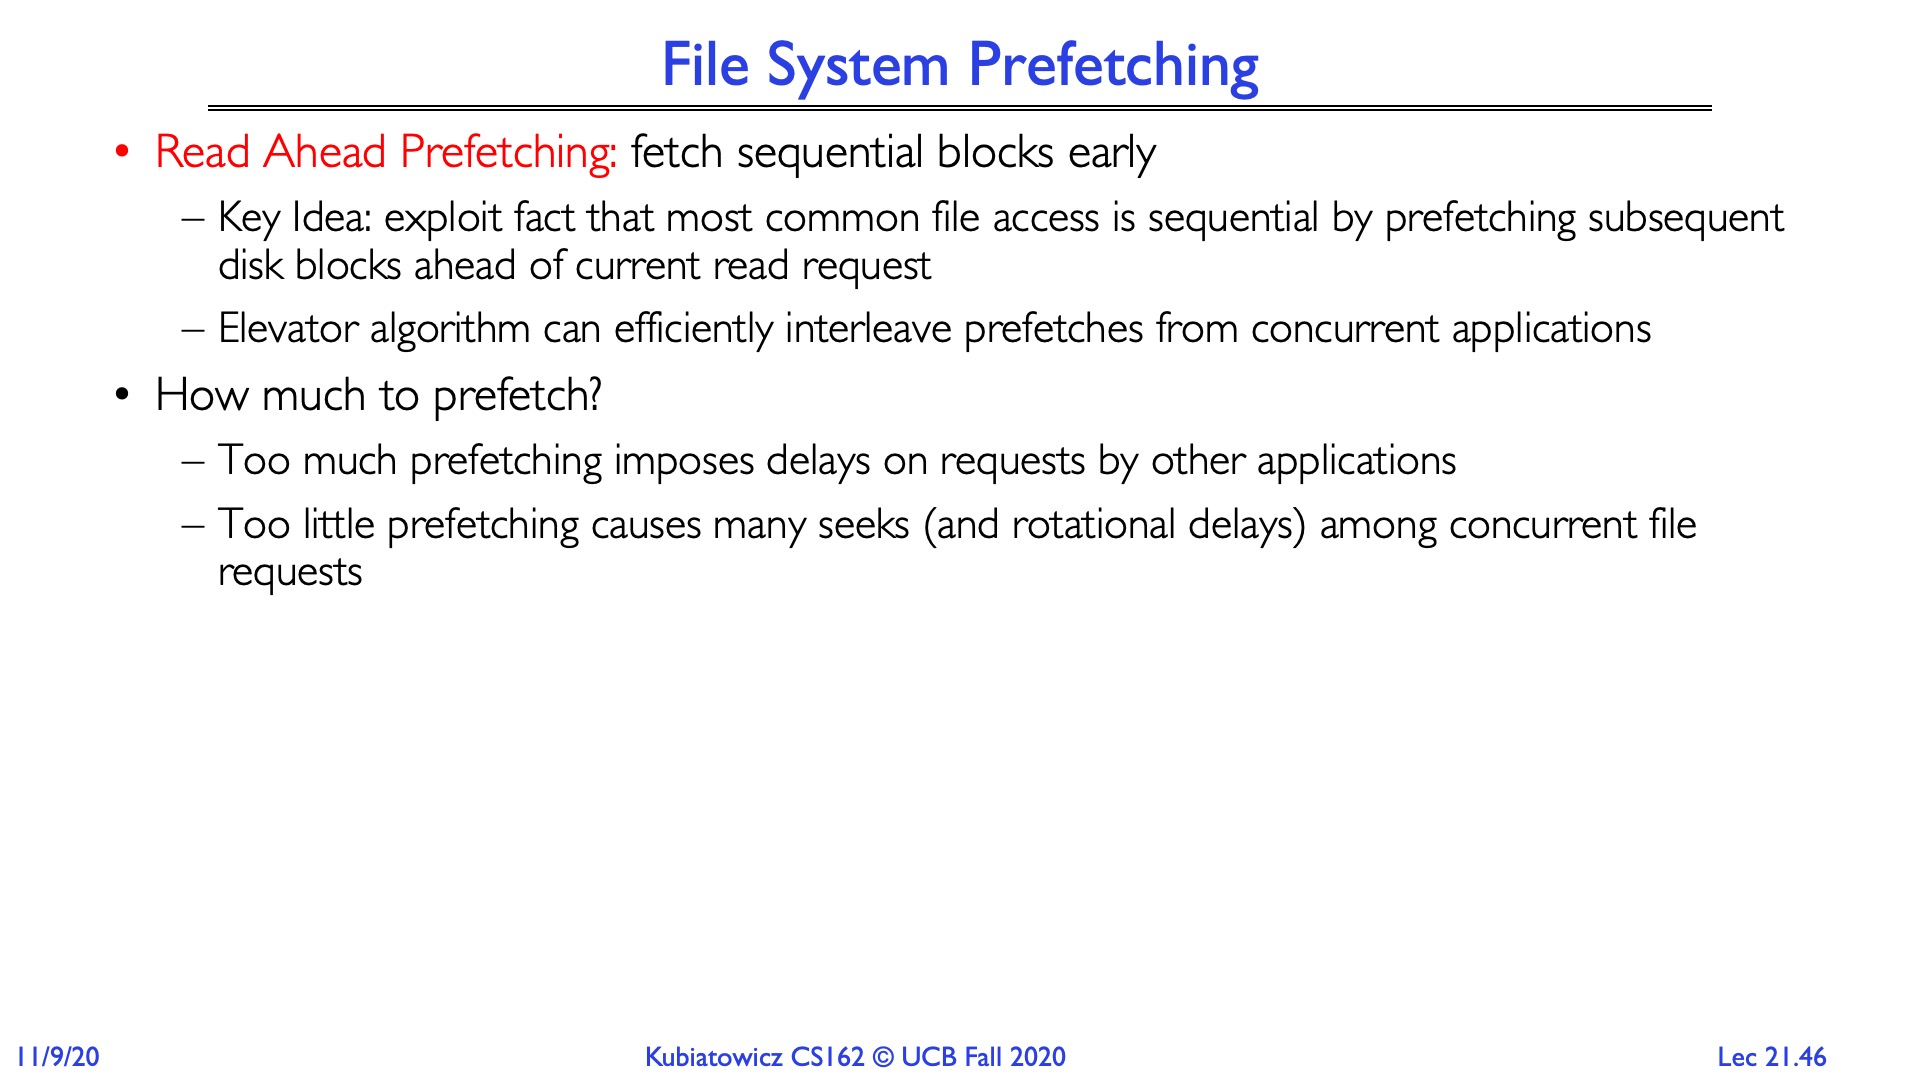 File System Prefetching
• Read Ahead Prefetching: fetch sequential blocks early
– Key Idea: exploit fact that most common file access is sequential by prefetching subsequent
disk blocks ahead of current read request
– Elevator algorithm can efficiently interleave prefetches from concurrent applications
• How much to prefetch?
– Too much prefetching imposes delays on requests by other applications
– Too little prefetching causes many seeks (and rotational delays) among concurrent file
requests
11/9/20
Kubiatowicz CS162 © UCB Fall 2020
Lec 21.46